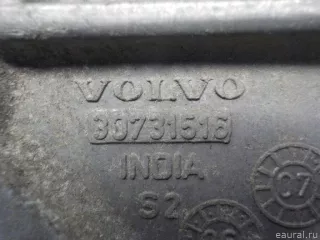 VOLVO
30731516
INDIA
S2
07
eaural.ru